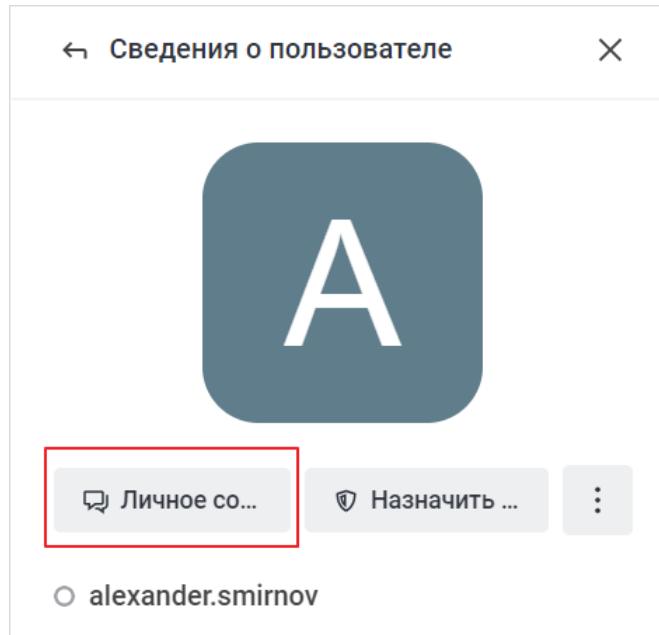 Сведения о пользователе
A
Личное со... Назначить ...
alexander.smirnov